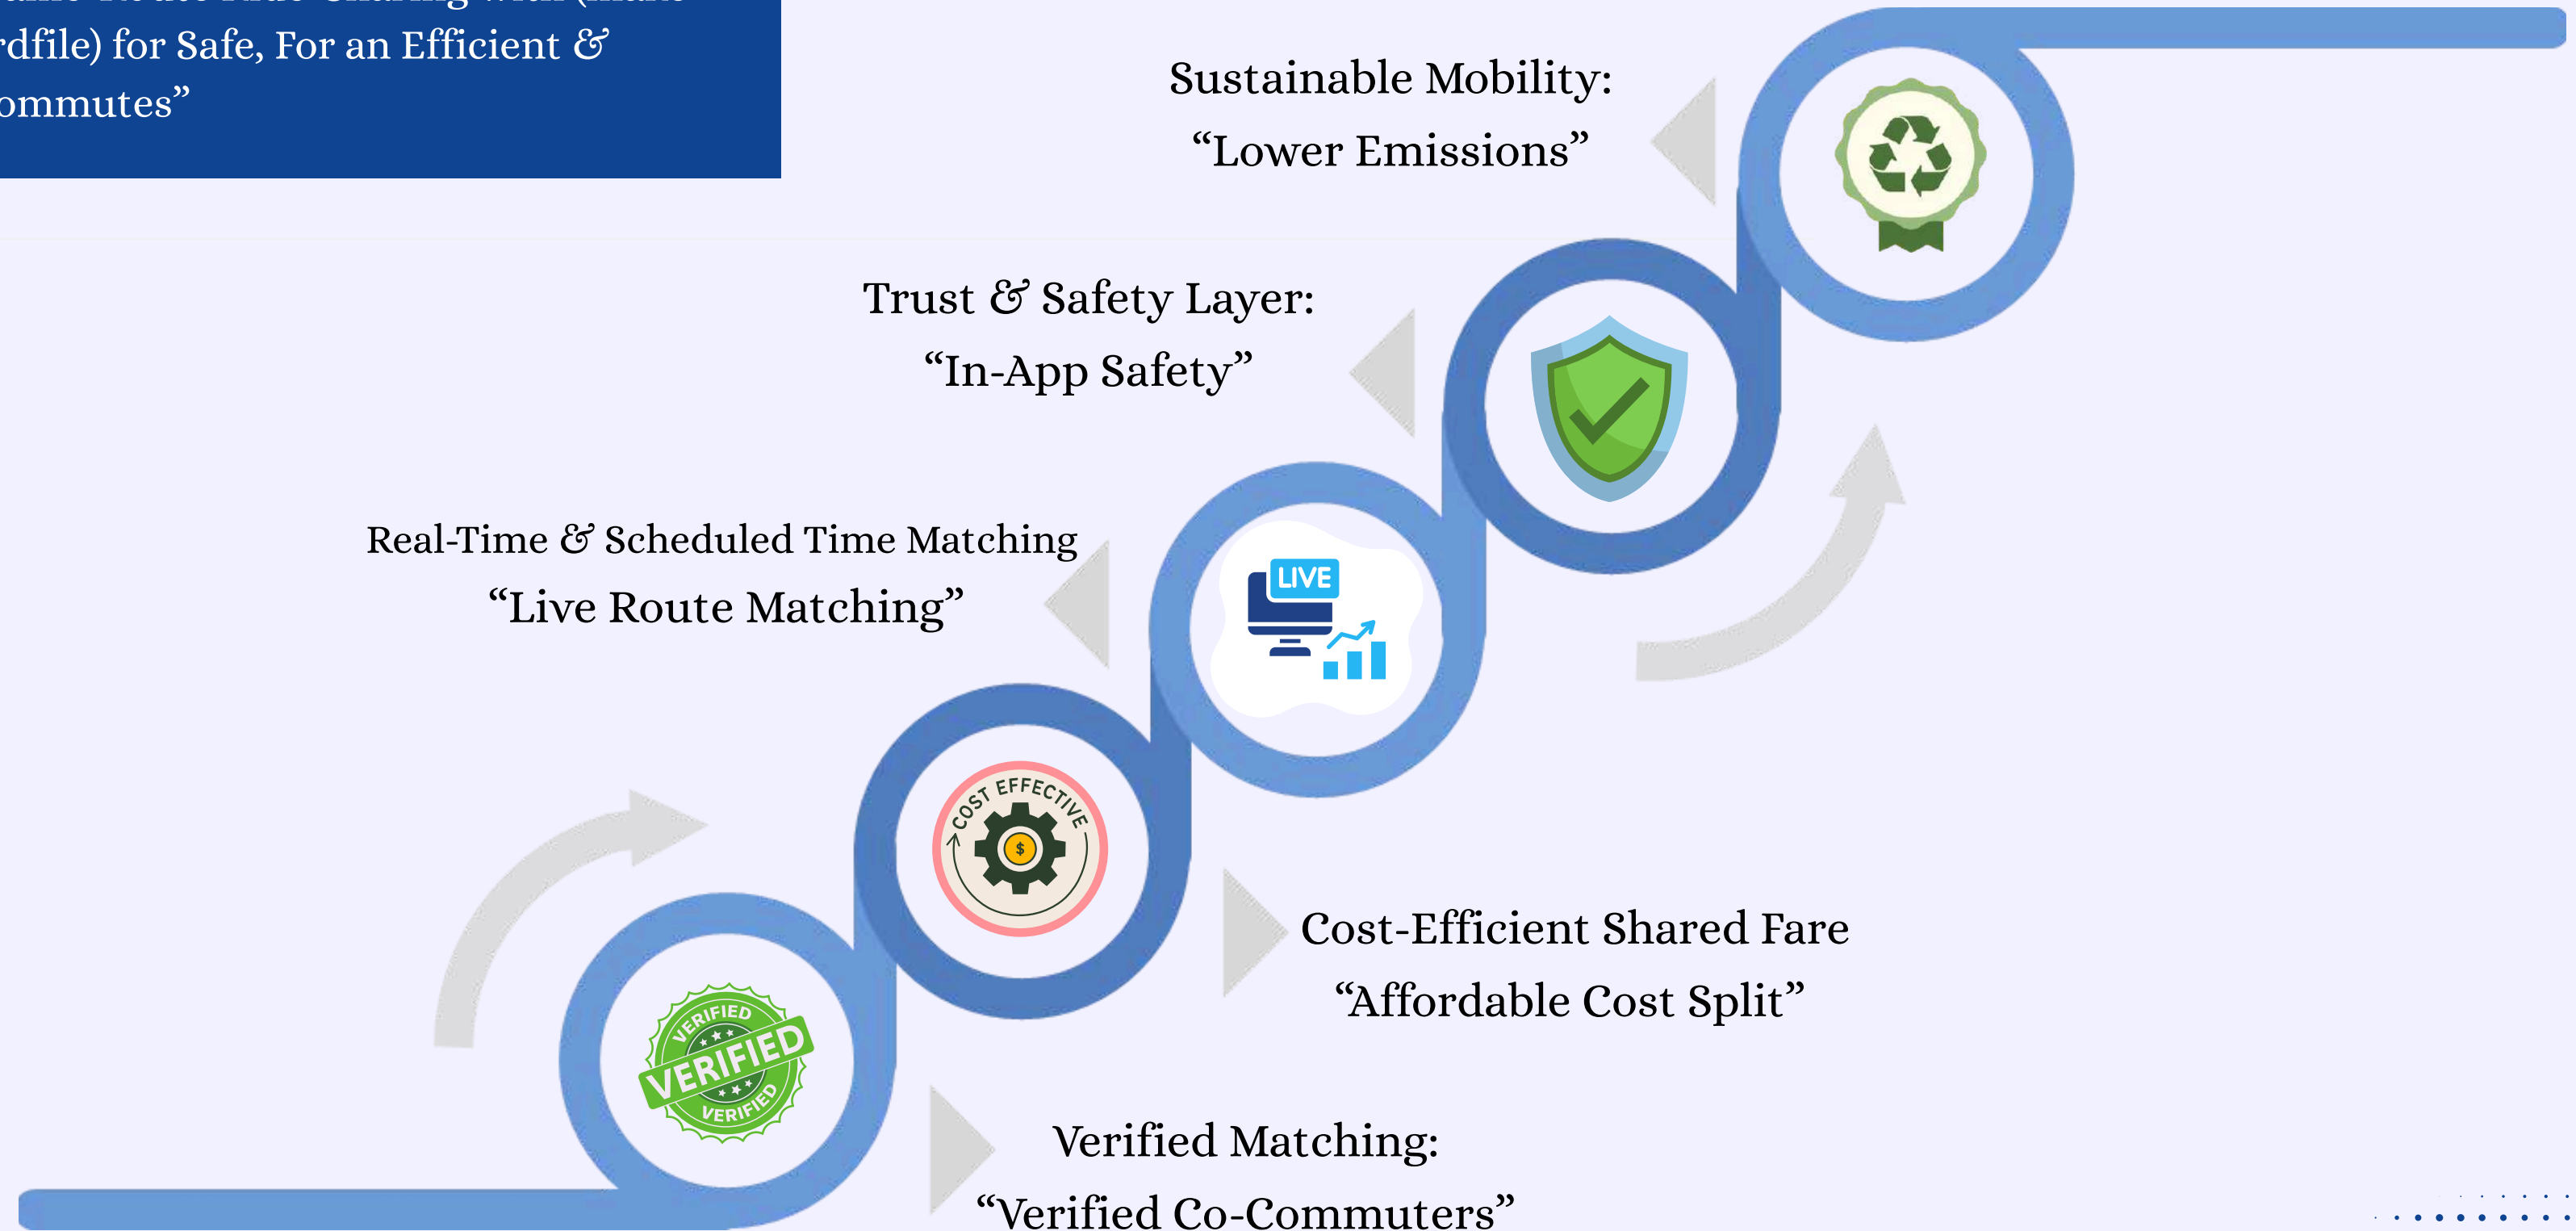 rdfile) for Safe, For an Efficient &
ommutes”
Sustainable Mobility:
“Lower Emissions”
Trust & Safety Layer:
“In-App Safety”
Real-Time & Scheduled Time Matching
“Live Route Matching”
LIVE
COST EFFECTIVE
$
Cost-Efficient Shared Fare
“Affordable Cost Split”
VERIFIED
VERIFIED
VERIFIED
Verified Matching:
“Verified Co-Commuters”